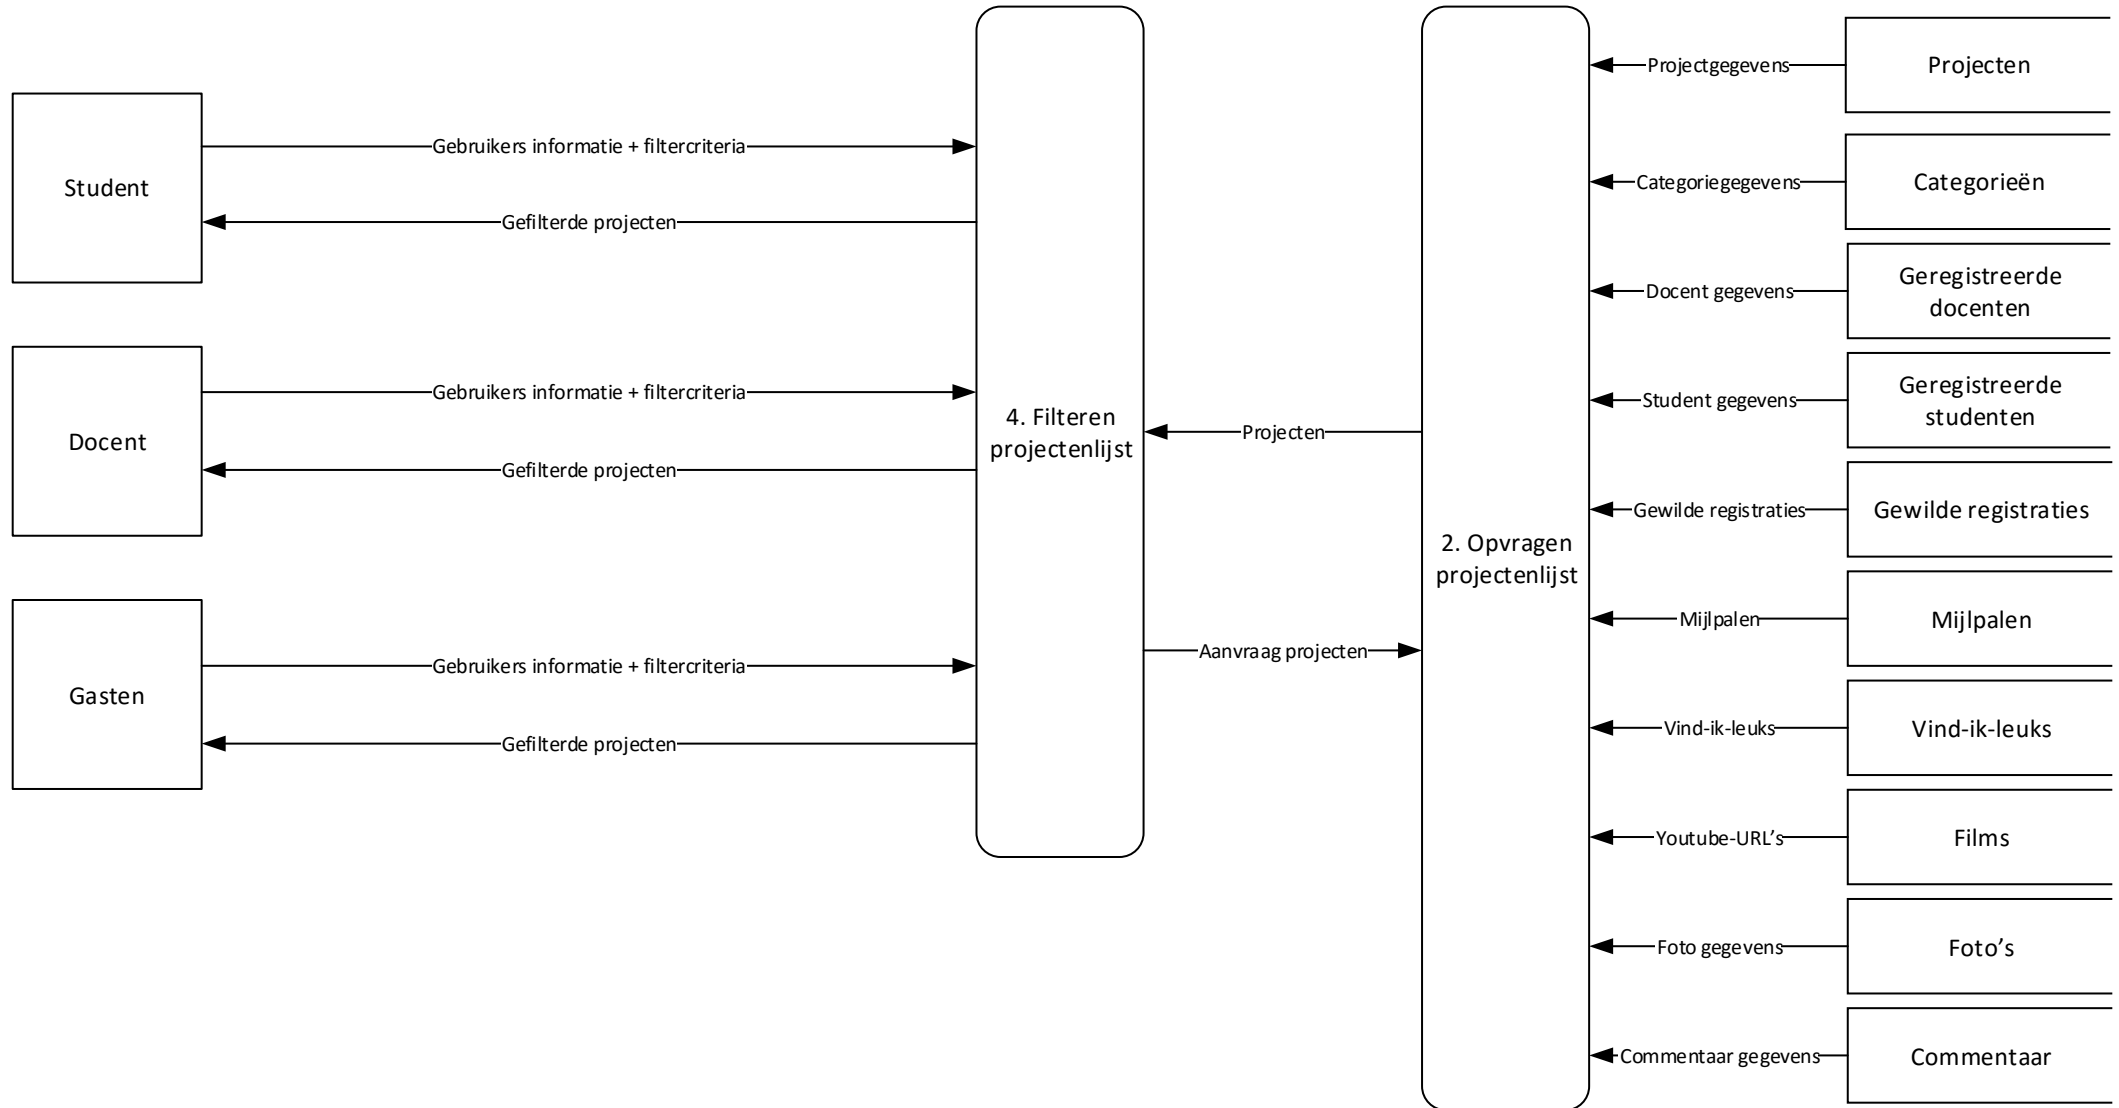 Student
Docent
Gasten
Gebruikers informatie + filtercriteria
Gefilterde projecten
Gebruikers informatie + filtercriteria
Gefilterde projecten
Gebruikers informatie + filtercriteria
Gefilterde projecten
4. Filteren
projectenlijst
Projecten
Aanvraag projecten
2. Opvragen
projectenlijst
Projectgegevens
Categoriegegevens
Docent gegevens
Student gegevens
Gewilde registraties
Mijlpalen
Vind-ik-leuks
Youtube-URL’s
Foto gegevens
Commentaar gegevens
Projecten
Categorieën
Geregistreerde
docenten
Geregistreerde
studenten
Gewilde registraties
Mijlpalen
Vind-ik-leuks
Films
Foto’s
Commentaar